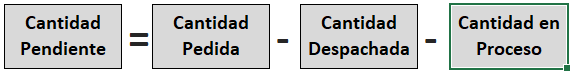 Cantidad Pendiente = Cantidad Pedida - Cantidad Despachada - Cantidad en Proceso